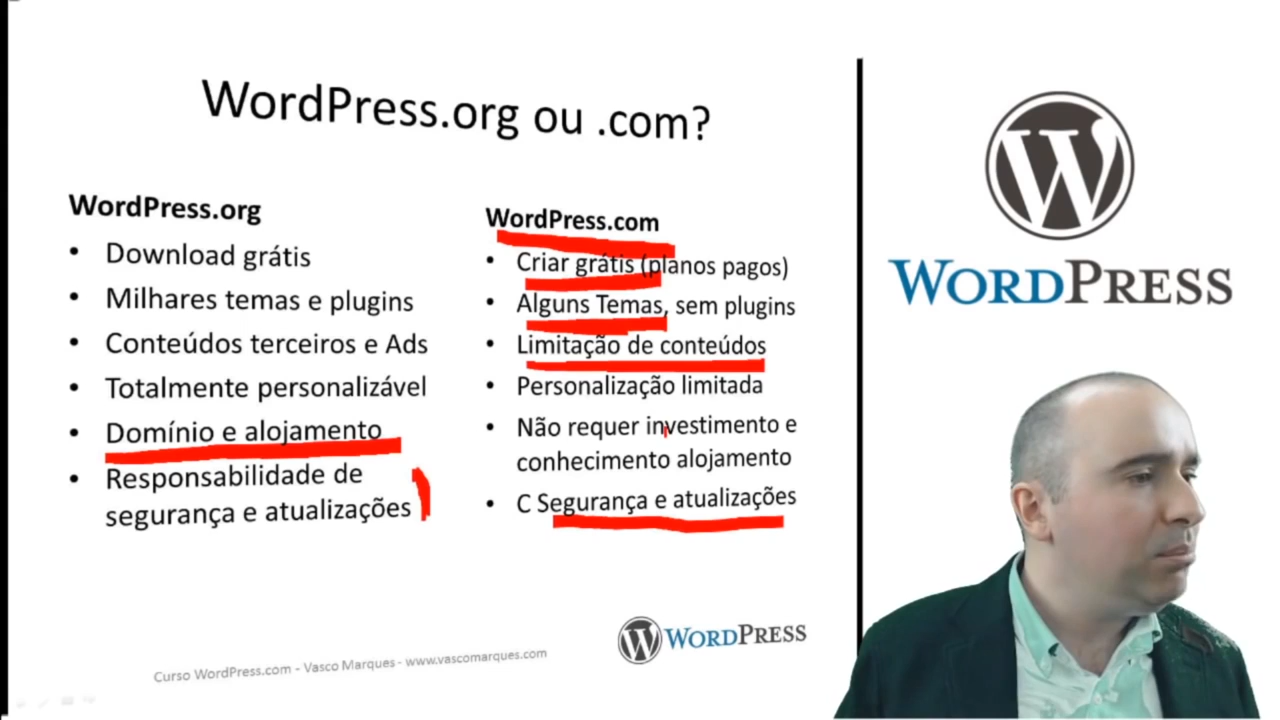 WordPress.org ou .com?
WordPress.org
• Download grátis
• Milhares temas e plugins
• Conteúdos terceiros e Ads
• Totalmente personalizável
• Domínio e alojamento
• Responsabilidade de
segurança e atualizações
WordPress.com
• Criar grátis (planos pagos)
• Alguns Temas, sem plugins
• Limitação de conteúdos
• Personalização limitada
• Não requer investimento e
conhecimento alojamento
• C Segurança e atualizações
Curso WordPress.com - Vasco Marques - www.vascomarques.com
WORDPRESS
WORDPRESS